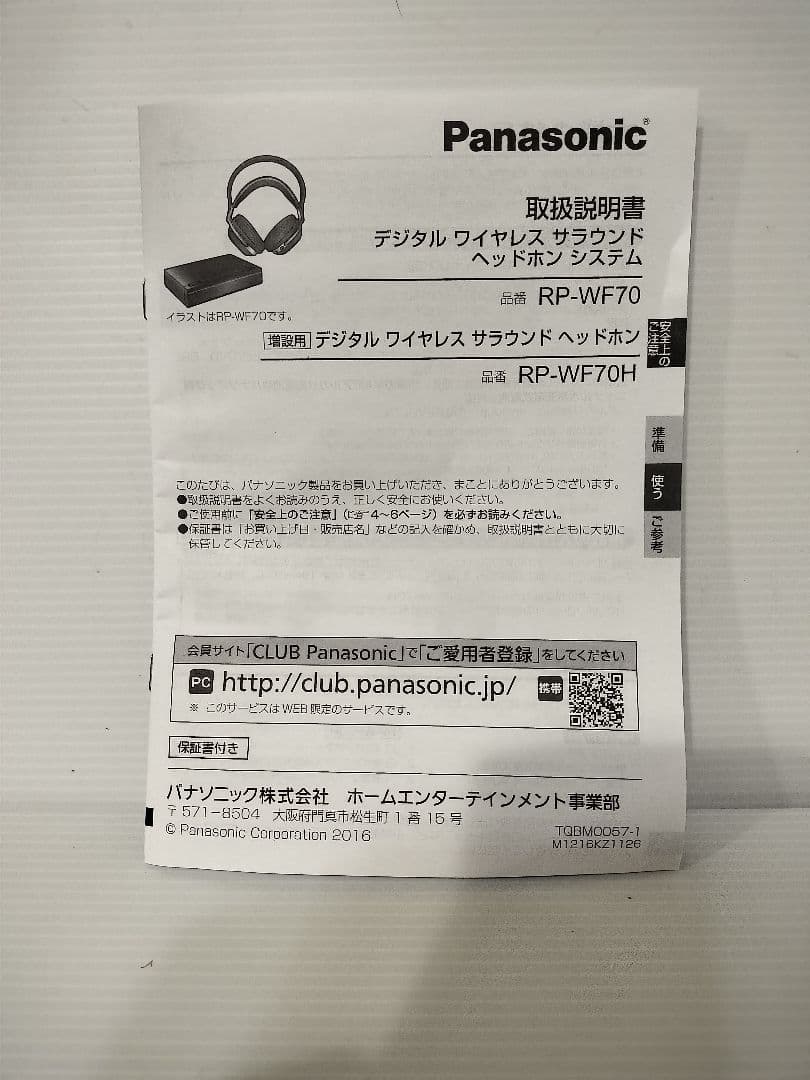 Panasonic®
取扱説明書
デジタル ワイヤレス サラウンド
ヘッドホン システム
品番 RP-WF70
イラストはRP-WF70です。
増設用 デジタル ワイヤレス サラウンド ヘッドホン
品番 RP-WF70H
安全上の
ご注意
準備
使う
ご参考
このたびは、パナソニック製品をお買い上げいただき、まことにありがとうございます。
●取扱説明書をよくお読みのうえ、正しく安全にお使いください。
●ご使用前に「安全上のご注意」(☞4～6ページ)を必ずお読みください。
●保証書は「お買い上げ日・販売店名」などの記入を確かめ、取扱説明書とともに大切に
保管してください。
会員サイト「CLUB Panasonic」で「ご愛用者登録」をしてください
PC http://club.panasonic.jp/ 携帯
※ このサービスはWEB限定のサービスです。
保証書付き
パナソニック株式会社 ホームエンターテインメント事業部
〒571-8504 大阪府門真市松生町1番15号
© Panasonic Corporation 2016
TQBM0057-1
M1216KZ1126